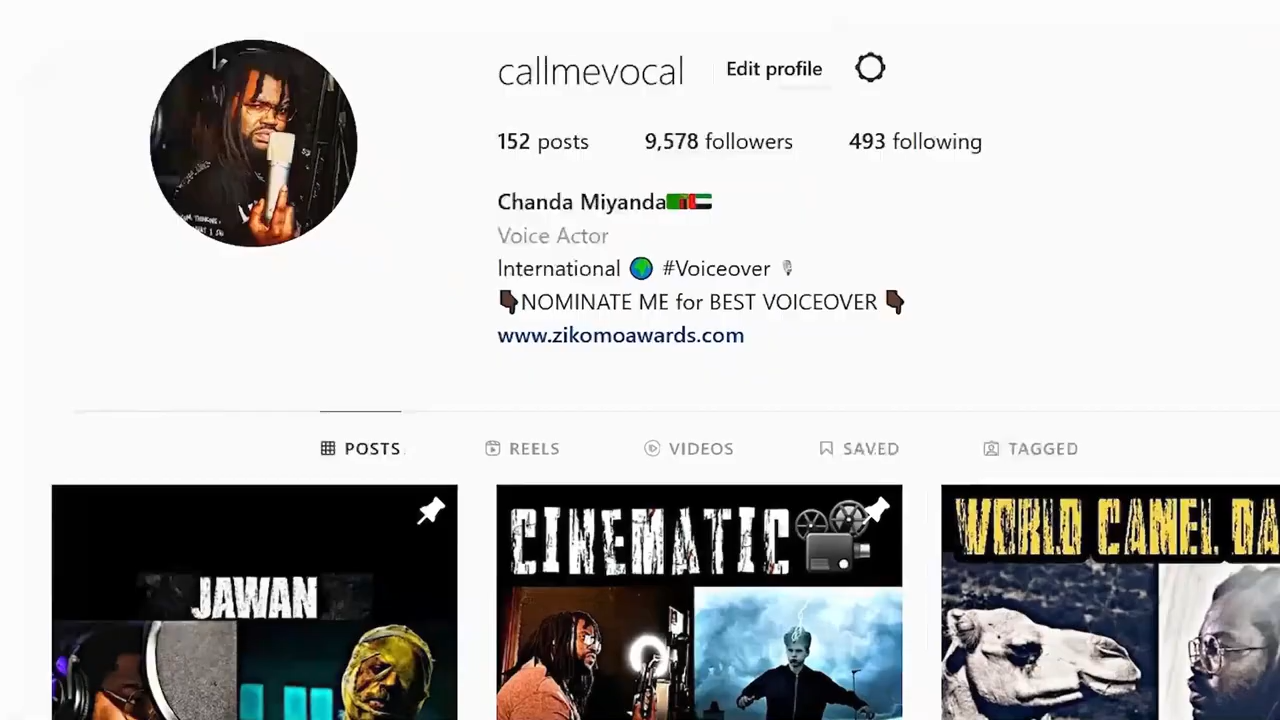 callmevocal Edit profile
152 posts 9,578 followers 493 following
Chanda Miyanda🇿🇲🇦🇪
Voice Actor
International 🌍 #Voiceover 🎙
👇🏿NOMINATE ME for BEST VOICEOVER 👇🏿
www.zikomoawards.com
POSTS REELS VIDEOS SAVED TAGGED
JAWAN
CINEMATIC🎥
WORLD CAMEL DA